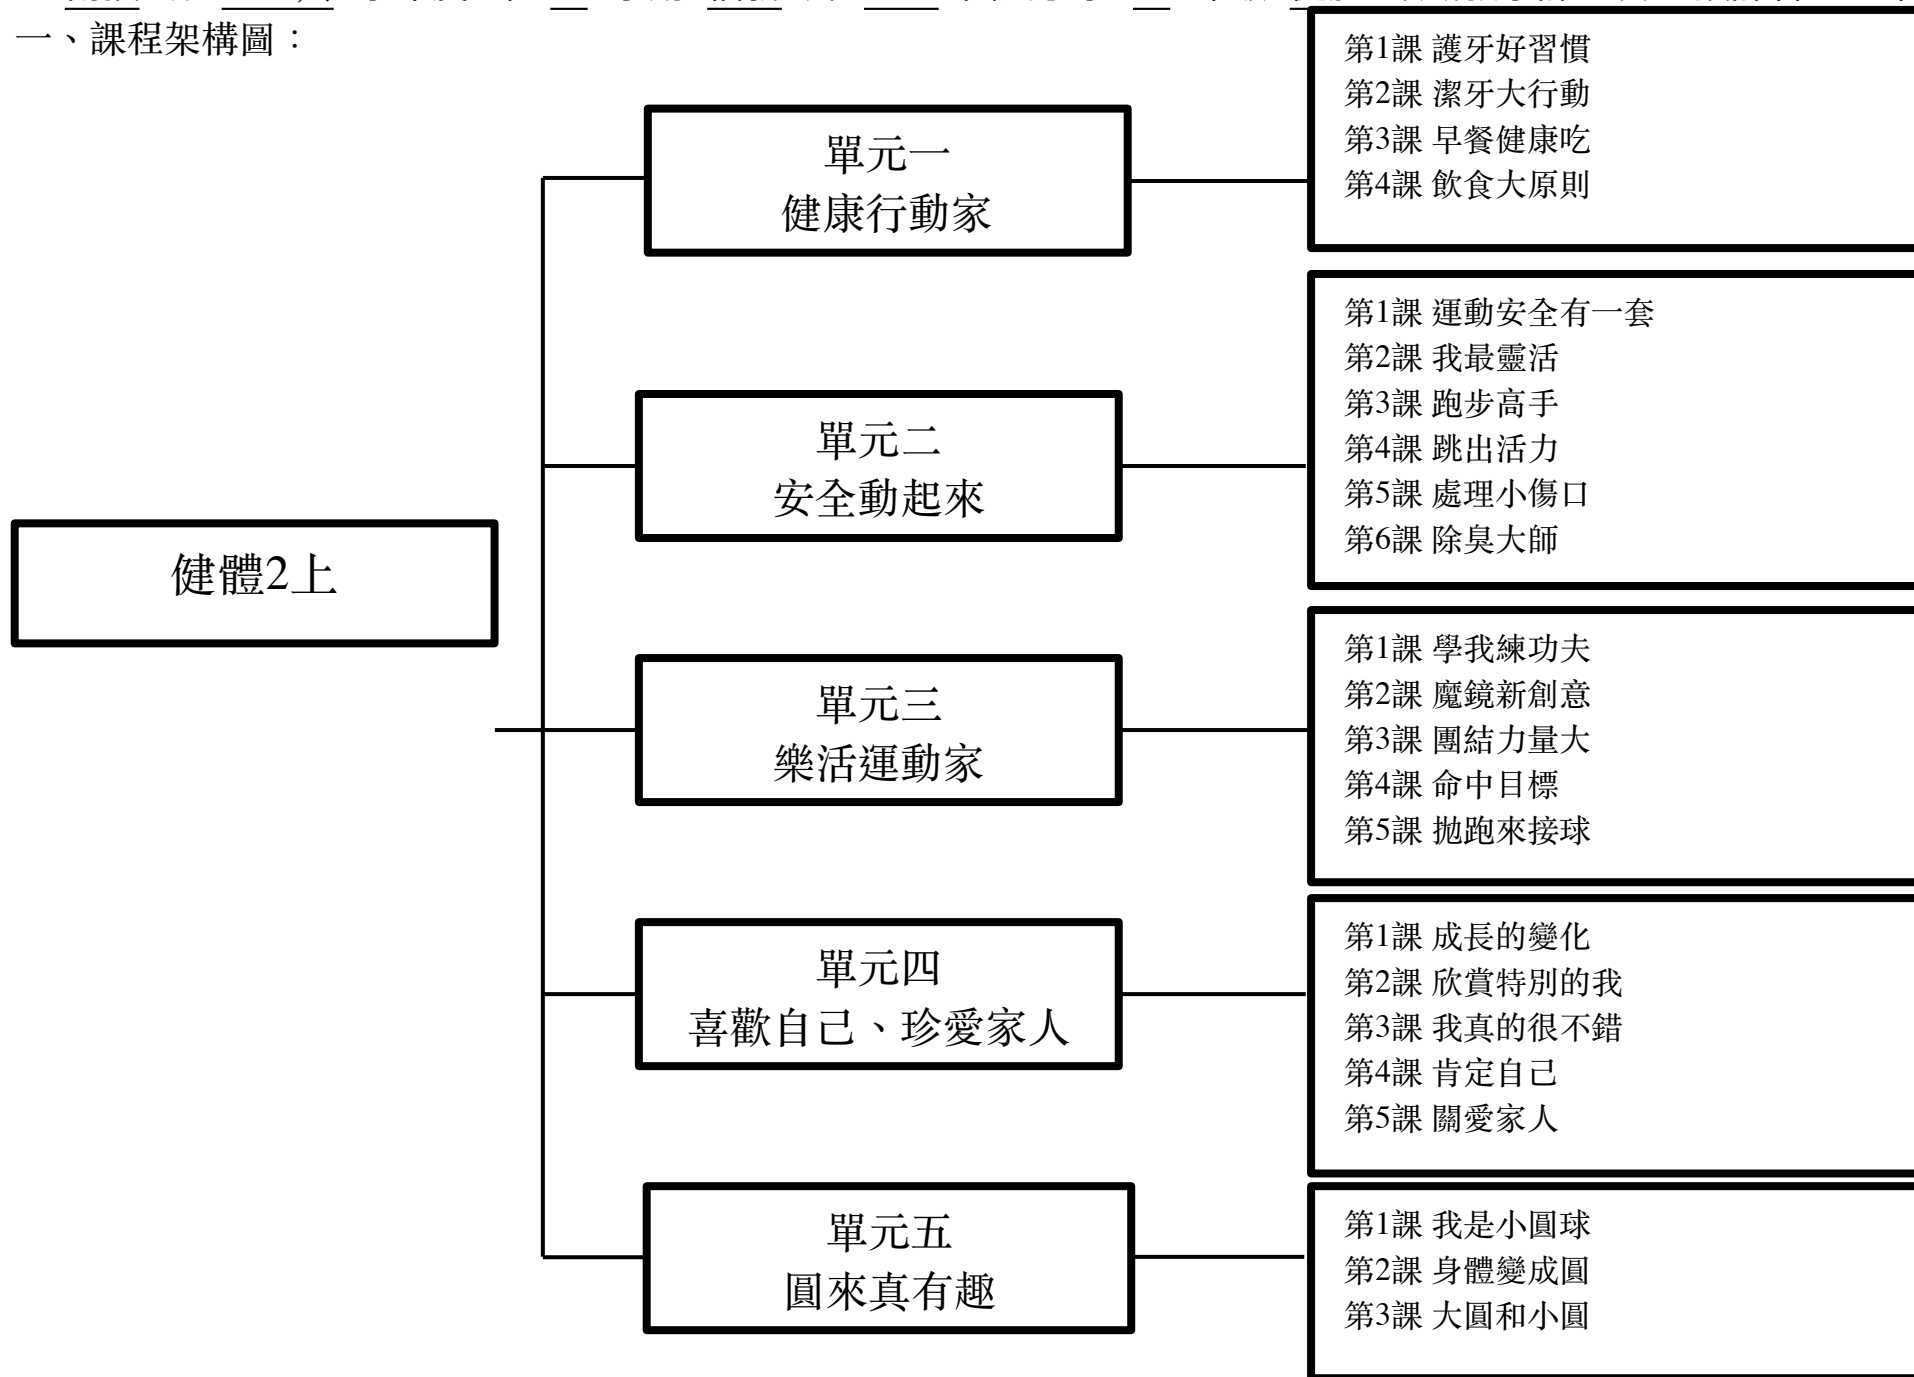 一、課程架構圖：
健體2上
單元一
健康行動家
第1課 護牙好習慣
第2課 潔牙大行動
第3課 早餐健康吃
第4課 飲食大原則
單元二
安全動起來
第1課 運動安全有一套
第2課 我最靈活
第3課 跑步高手
第4課 跳出活力
第5課 處理小傷口
第6課 除臭大師
單元三
樂活運動家
第1課 學我練功夫
第2課 魔鏡新創意
第3課 團結力量大
第4課 命中目標
第5課 拋跑來接球
單元四
喜歡自己、珍愛家人
第1課 成長的變化
第2課 欣賞特別的我
第3課 我真的很不錯
第4課 肯定自己
第5課 關愛家人
單元五
圓來真有趣
第1課 我是小圓球
第2課 身體變成圓
第3課 大圓和小圓